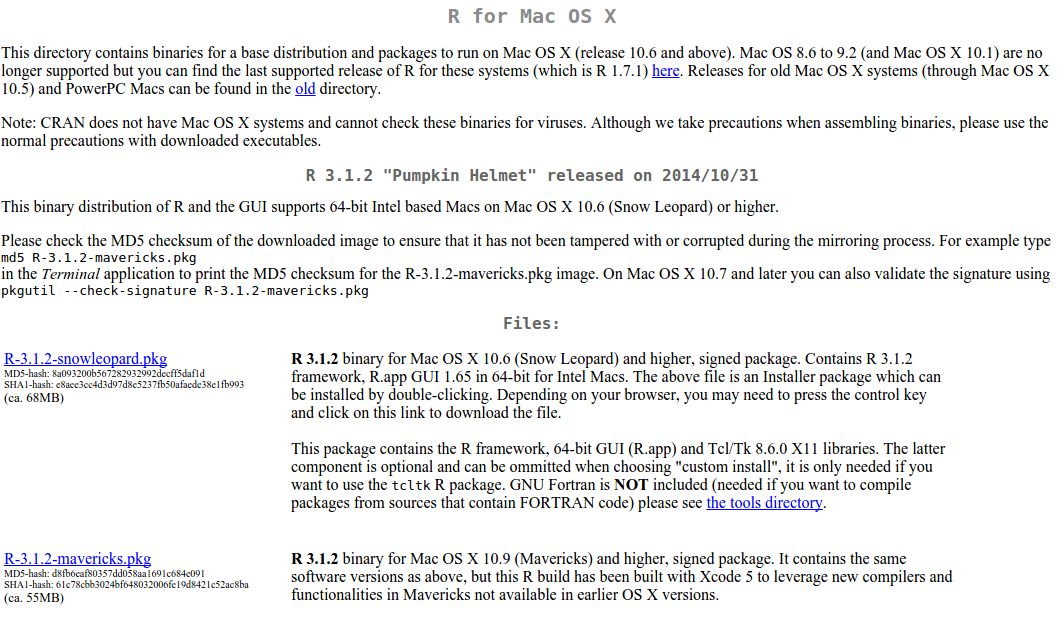 R for Mac OS X
This directory contains binaries for a base distribution and packages to run on Mac OS X (release 10.6 and above). Mac OS 8.6 to 9.2 (and Mac OS X 10.1) are no
longer supported but you can find the last supported release of R for these systems (which is R 1.7.1) here. Releases for old Mac OS X systems (through Mac OS X
10.5) and PowerPC Macs can be found in the old directory.
Note: CRAN does not have Mac OS X systems and cannot check these binaries for viruses. Although we take precautions when assembling binaries, please use the
normal precautions with downloaded executables.
R 3.1.2 "Pumpkin Helmet" released on 2014/10/31
This binary distribution of R and the GUI supports 64-bit Intel based Macs on Mac OS X 10.6 (Snow Leopard) or higher.
Please check the MD5 checksum of the downloaded image to ensure that it has not been tampered with or corrupted during the mirroring process. For example type
md5 R-3.1.2-mavericks.pkg
in the Terminal application to print the MD5 checksum for the R-3.1.2-mavericks.pkg image. On Mac OS X 10.7 and later you can also validate the signature using
pkgutil --check-signature R-3.1.2-mavericks.pkg
Files:
R-3.1.2-snowleopard.pkg
MD5-hash: 8a093200b567282932992decff5daf1d
SHA1-hash: e8aee3cc4d3d97d8e5237fb50afaede38e1fb993
(ca. 68MB)
R 3.1.2 binary for Mac OS X 10.6 (Snow Leopard) and higher, signed package. Contains R 3.1.2
framework, R.app GUI 1.65 in 64-bit for Intel Macs. The above file is an Installer package which can
be installed by double-clicking. Depending on your browser, you may need to press the control key
and click on this link to download the file.
This package contains the R framework, 64-bit GUI (R.app) and Tcl/Tk 8.6.0 X11 libraries. The latter
component is optional and can be ommitted when choosing "custom install", it is only needed if you
want to use the tcltk R package. GNU Fortran is NOT included (needed if you want to compile
packages from sources that contain FORTRAN code) please see the tools directory.
R-3.1.2-mavericks.pkg
MD5-hash: d8fb6eaf80357dd058aa1691c684e091
SHA1-hash: 61c78cbb3024bf648032006fe19d8421c52ac8ba
(ca. 55MB)
R 3.1.2 binary for Mac OS X 10.9 (Mavericks) and higher, signed package. It contains the same
software versions as above, but this R build has been built with Xcode 5 to leverage new compilers and
functionalities in Mavericks not available in earlier OS X versions.